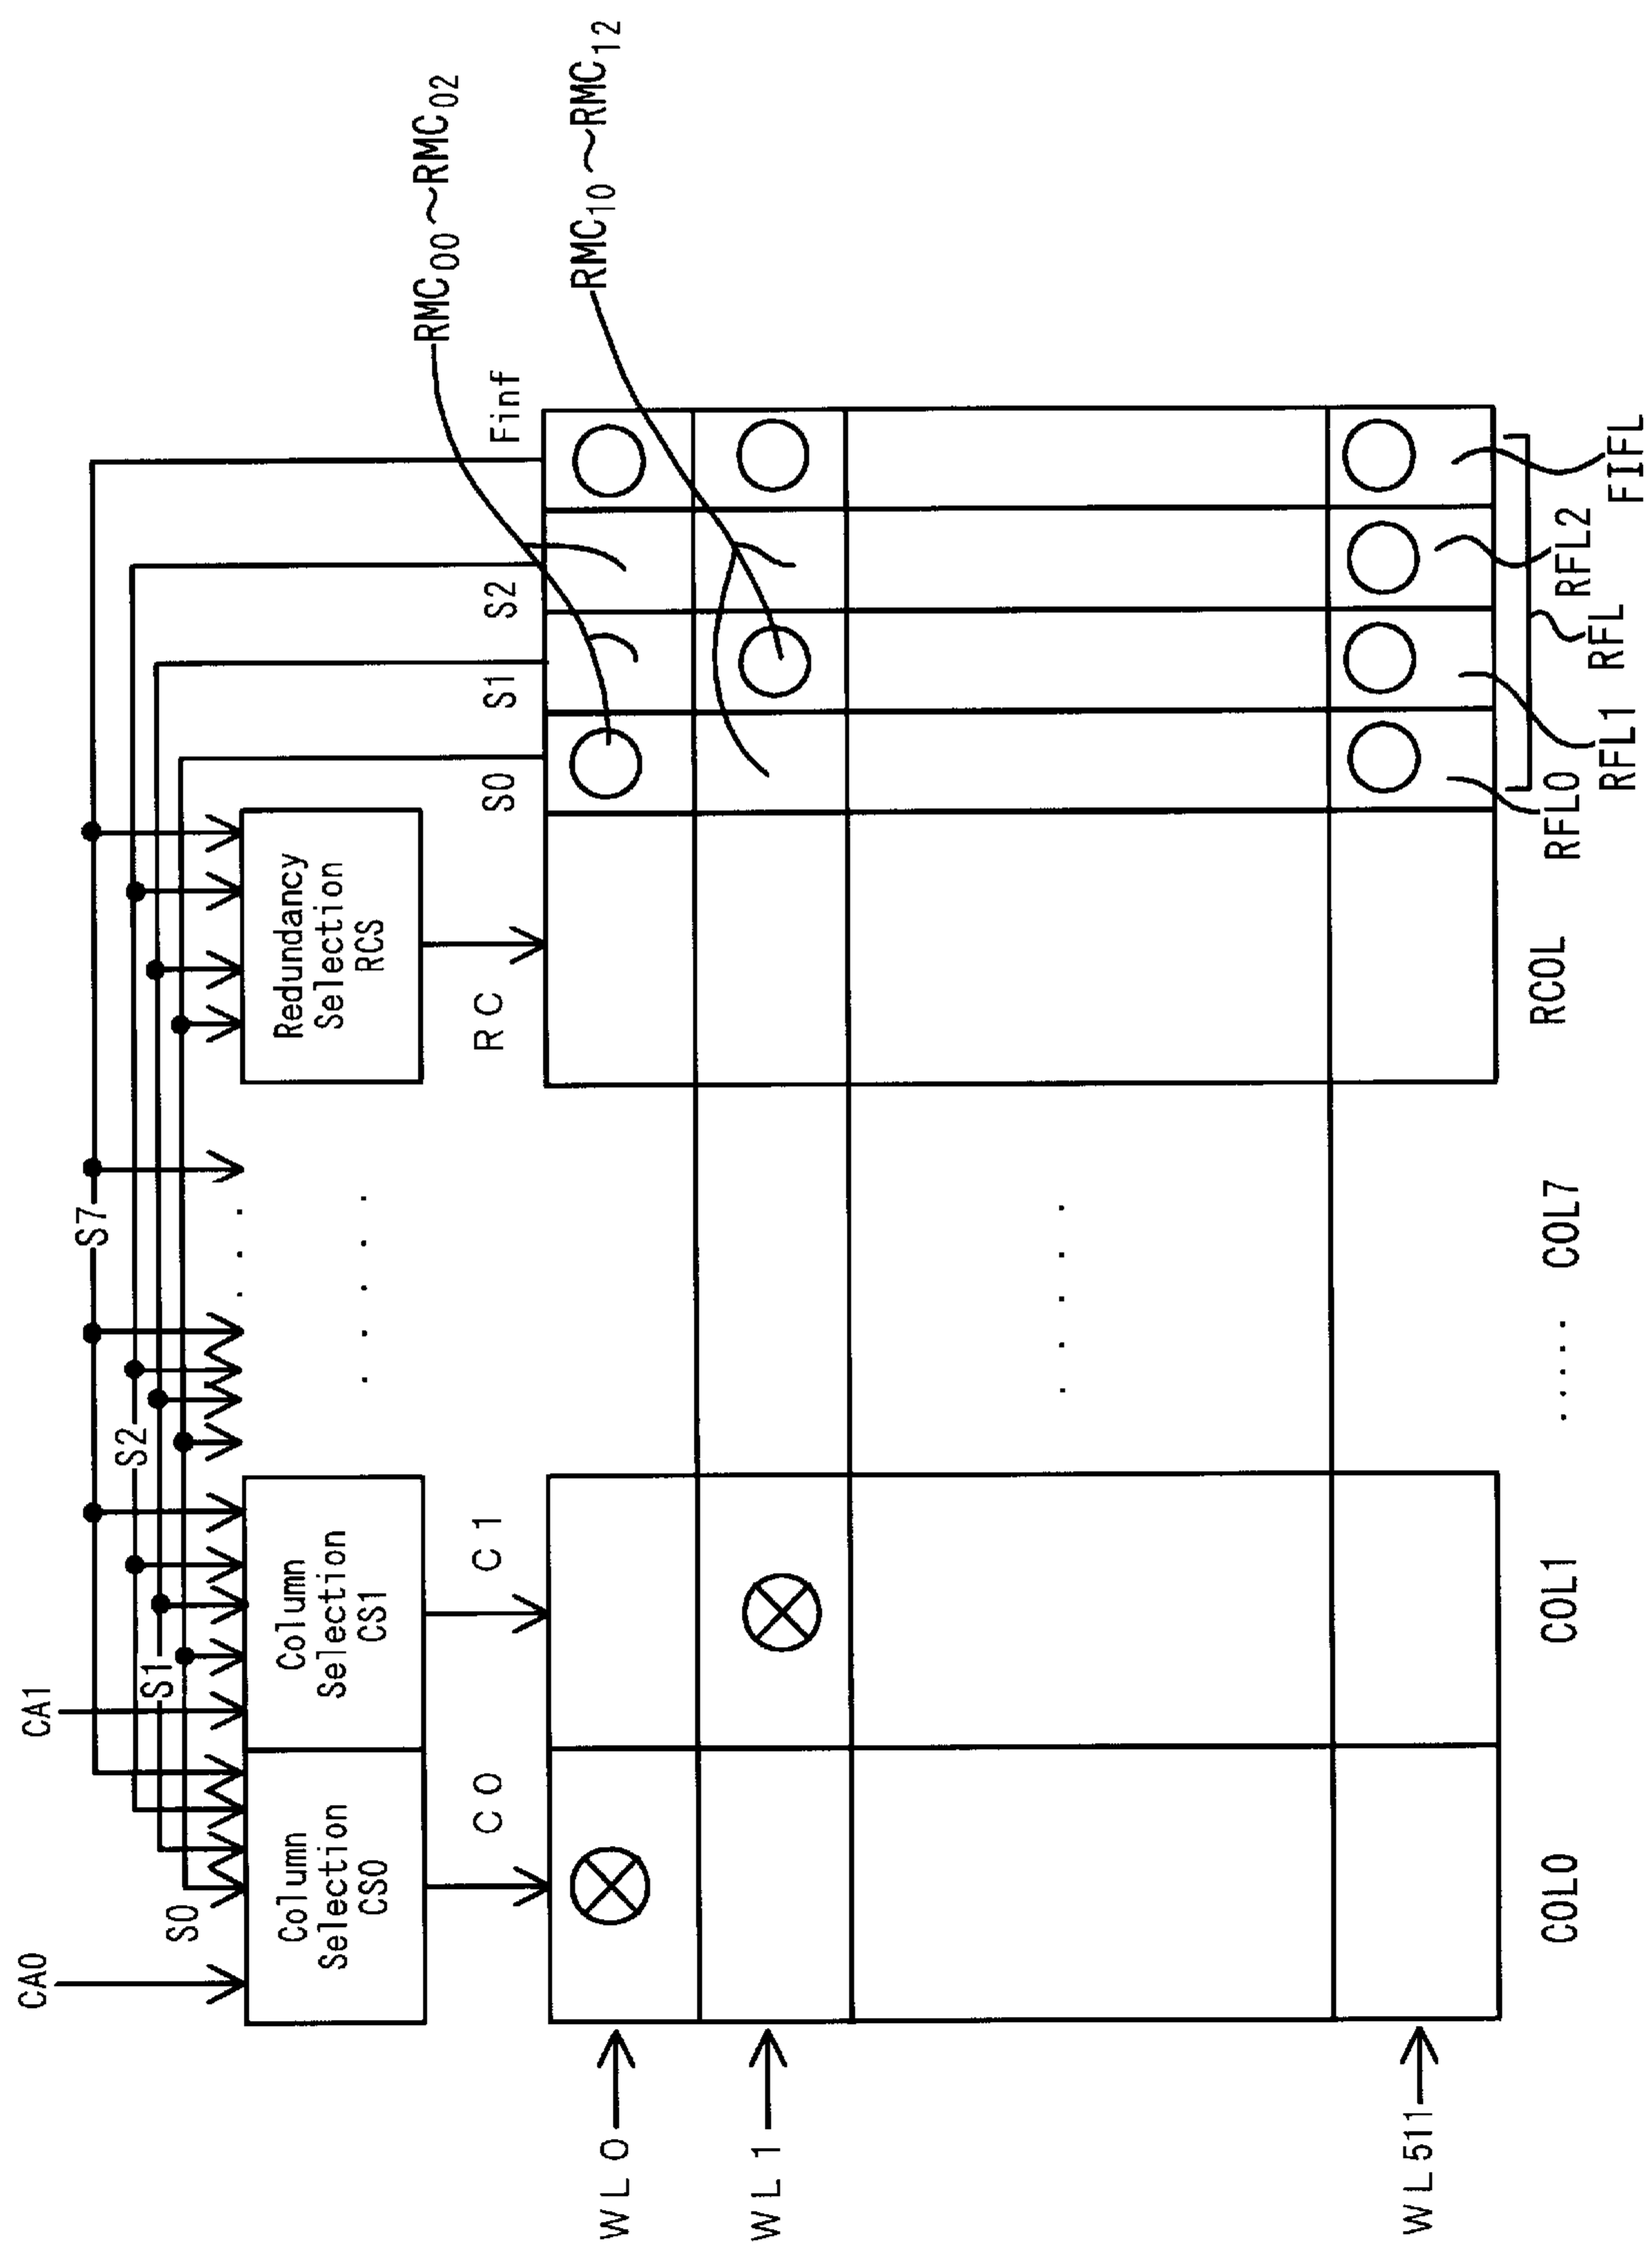 CA0
CA1
S0
S1
S2
S7
Column
Selection
CS0
Column
Selection
CS1
Redundancy
Selection
RCS
RMC00~RMC02
RMC10~RMC12
C0
C1
RC
S0
S1
S2
Finf
WL0
WL1
WL511
COL0
COL1
..... COL7
RCOL
RFL0
RFL1
RFL
RFL2
FIFL